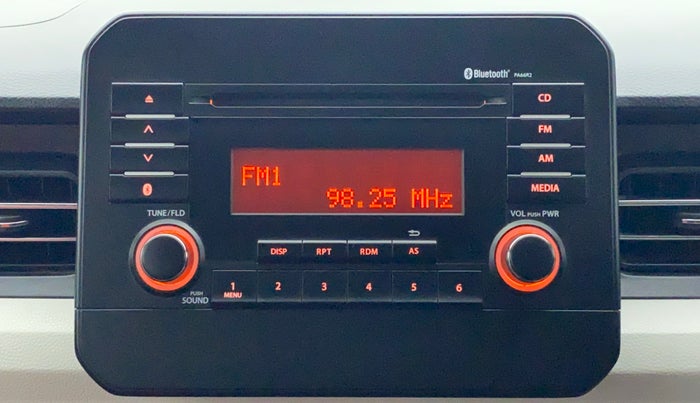 Bluetooth® PA66R2
CD
FM
FM1
98.25 MHz
AM
MEDIA
TUNE/FLD
VOL PUSH PWR
DISP RPT RDM AS
PUSH
SOUND
1 2 3 4 5 6
MENU